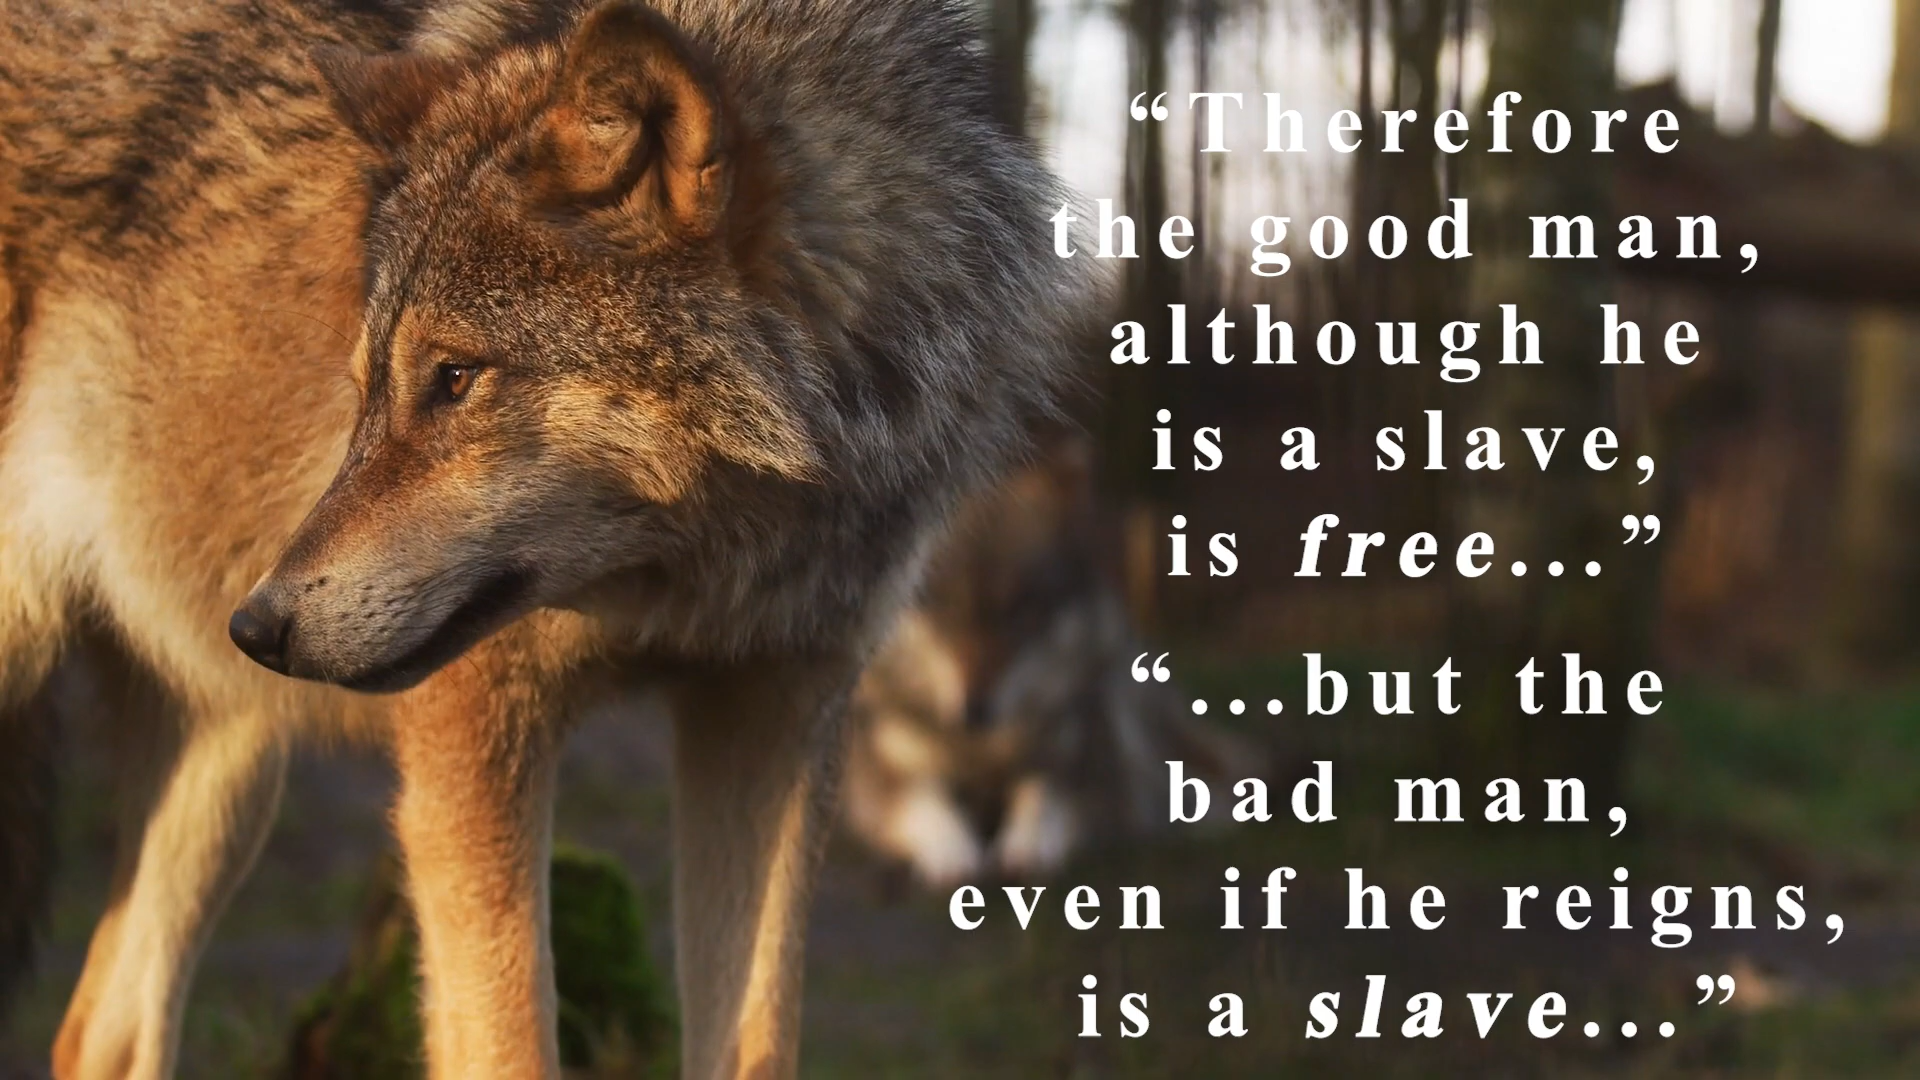 “Therefore
the good man,
although he
is a slave,
is free...”
“...but the
bad man,
even if he reigns,
is a slave...”